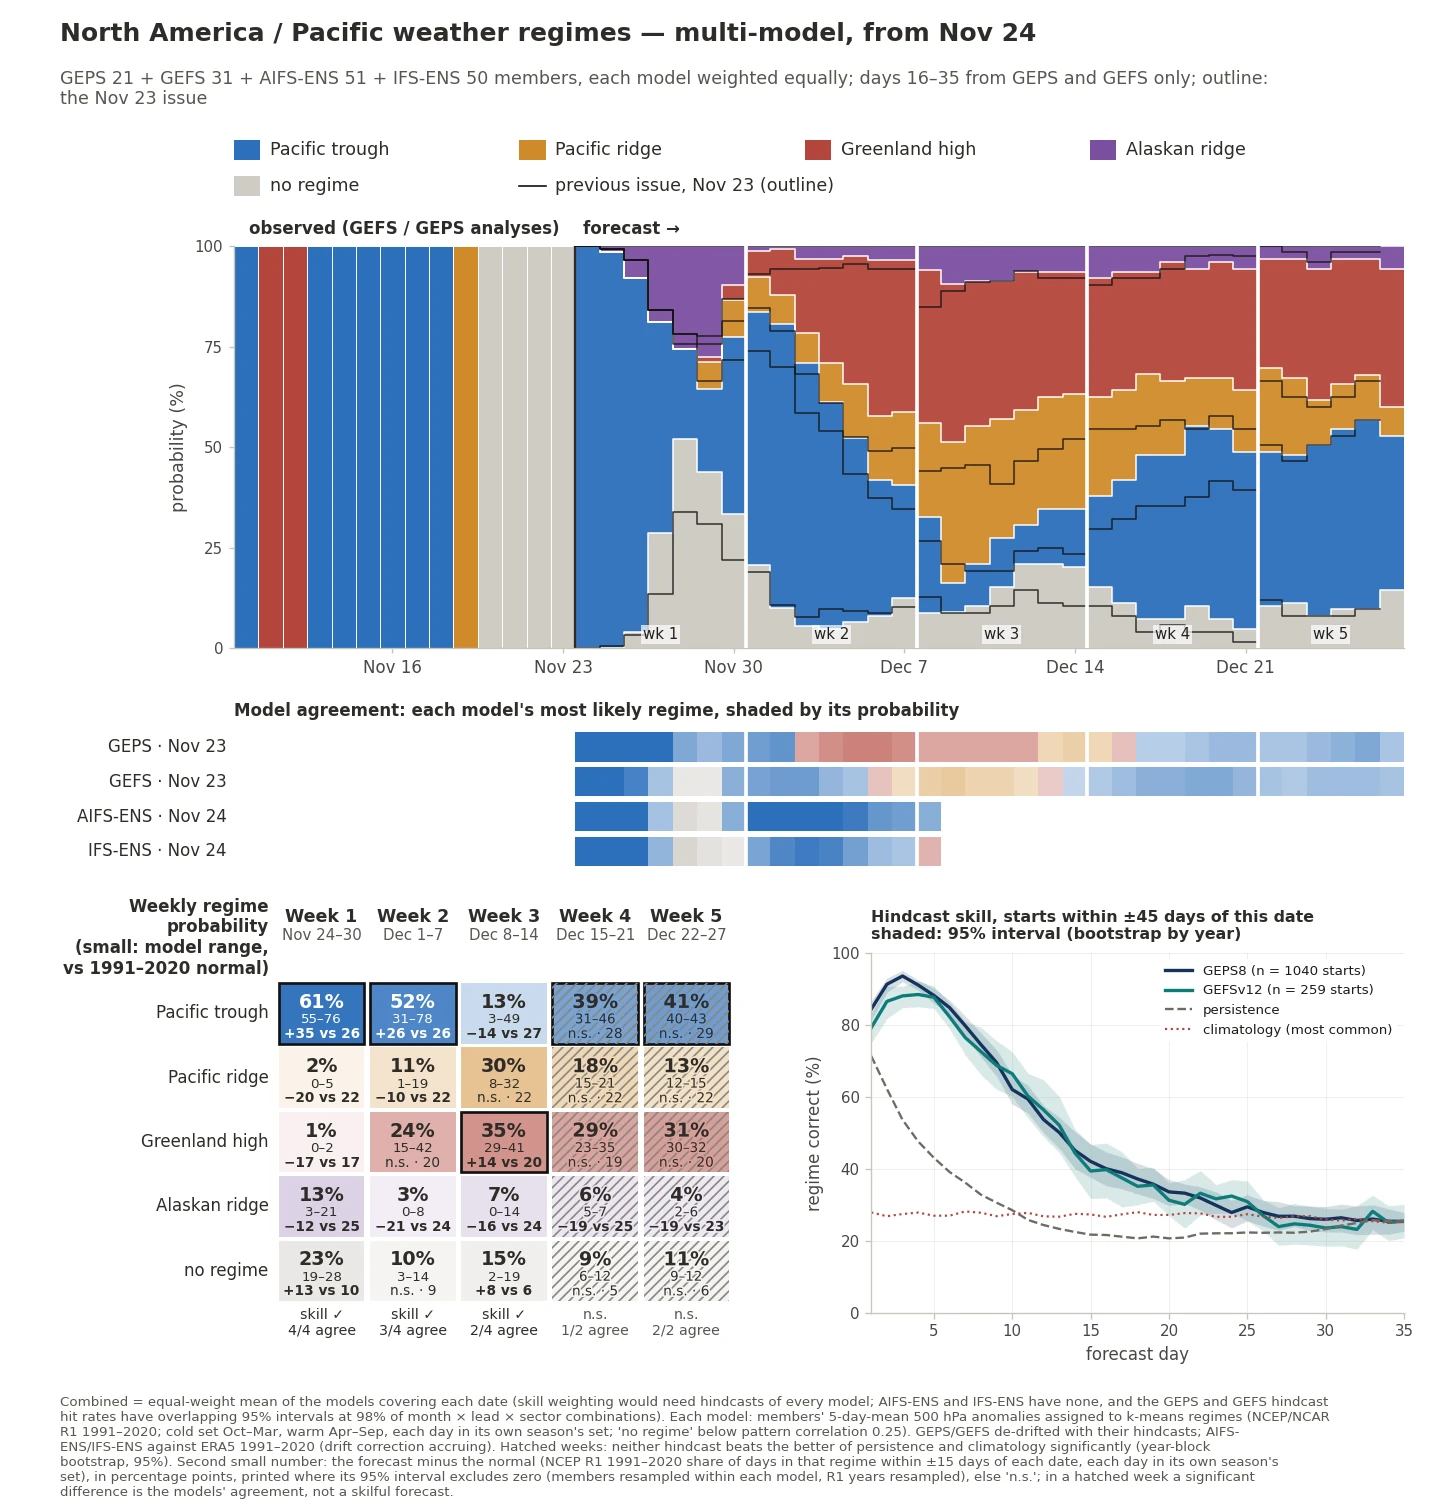 North America / Pacific weather regimes — multi-model, from Nov 24
GEPS 21 + GEFS 31 + AIFS-ENS 51 + IFS-ENS 50 members, each model weighted equally; days 16–35 from GEPS and GEFS only; outline:
the Nov 23 issue
Pacific trough
Pacific ridge
Greenland high
Alaskan ridge
no regime
previous issue, Nov 23 (outline)
observed (GEFS / GEPS analyses)
forecast →
100
75
50
25
0
probability (%)
wk 1
wk 2
wk 3
wk 4
wk 5
Nov 16
Nov 23
Nov 30
Dec 7
Dec 14
Dec 21
Model agreement: each model's most likely regime, shaded by its probability
GEPS · Nov 23
GEFS · Nov 23
AIFS-ENS · Nov 24
IFS-ENS · Nov 24
Weekly regime
probability
(small: model range,
vs 1991–2020 normal)
Week 1 Week 2 Week 3 Week 4 Week 5
Nov 24–30 Dec 1–7 Dec 8–14 Dec 15–21 Dec 22–27
Pacific trough
61% 52% 13% 39% 41%
55–76 31–78 3–49 31–46 40–43
+35 vs 26 +26 vs 26 −14 vs 27 n.s. · 28 n.s. · 29
Pacific ridge
2% 11% 30% 18% 13%
0–5 1–19 8–32 15–21 12–15
−20 vs 22 −10 vs 22 n.s. · 22 n.s. · 22 n.s. · 22
Greenland high
1% 24% 35% 29% 31%
0–2 15–42 29–41 23–35 30–32
−17 vs 17 n.s. · 20 +14 vs 20 n.s. · 19 n.s. · 20
Alaskan ridge
13% 3% 7% 6% 4%
3–21 0–8 0–14 5–7 2–6
−12 vs 25 −21 vs 24 −16 vs 24 −19 vs 25 −19 vs 23
no regime
23% 10% 15% 9% 11%
19–28 3–14 2–19 6–12 9–12
+13 vs 10 n.s. · 9 +8 vs 6 n.s. · 5 n.s. · 6
skill ✓ skill ✓ skill ✓ n.s. n.s.
4/4 agree 3/4 agree 2/4 agree 1/2 agree 2/2 agree
Hindcast skill, starts within ±45 days of this date
shaded: 95% interval (bootstrap by year)
GEPS8 (n = 1040 starts)
GEFSv12 (n = 259 starts)
persistence
climatology (most common)
100
80
60
40
20
0
regime correct (%)
5 10 15 20 25 30 35
forecast day
Combined = equal-weight mean of the models covering each date (skill weighting would need hindcasts of every model; AIFS-ENS and IFS-ENS have none, and the GEPS and GEFS hindcast
hit rates have overlapping 95% intervals at 98% of month × lead × sector combinations). Each model: members' 5-day-mean 500 hPa anomalies assigned to k-means regimes (NCEP/NCAR
R1 1991–2020; cold set Oct–Mar, warm Apr–Sep, each day in its own season's set; 'no regime' below pattern correlation 0.25). GEPS/GEFS de-drifted with their hindcasts; AIFS-
ENS/IFS-ENS against ERA5 1991–2020 (drift correction accruing). Hatched weeks: neither hindcast beats the better of persistence and climatology significantly (year-block
bootstrap, 95%). Second small number: the forecast minus the normal (NCEP R1 1991–2020 share of days in that regime within ±15 days of each date, each day in its own season's
set), in percentage points, printed where its 95% interval excludes zero (members resampled within each model, R1 years resampled), else 'n.s.'; in a hatched week a significant
difference is the models' agreement, not a skilful forecast.